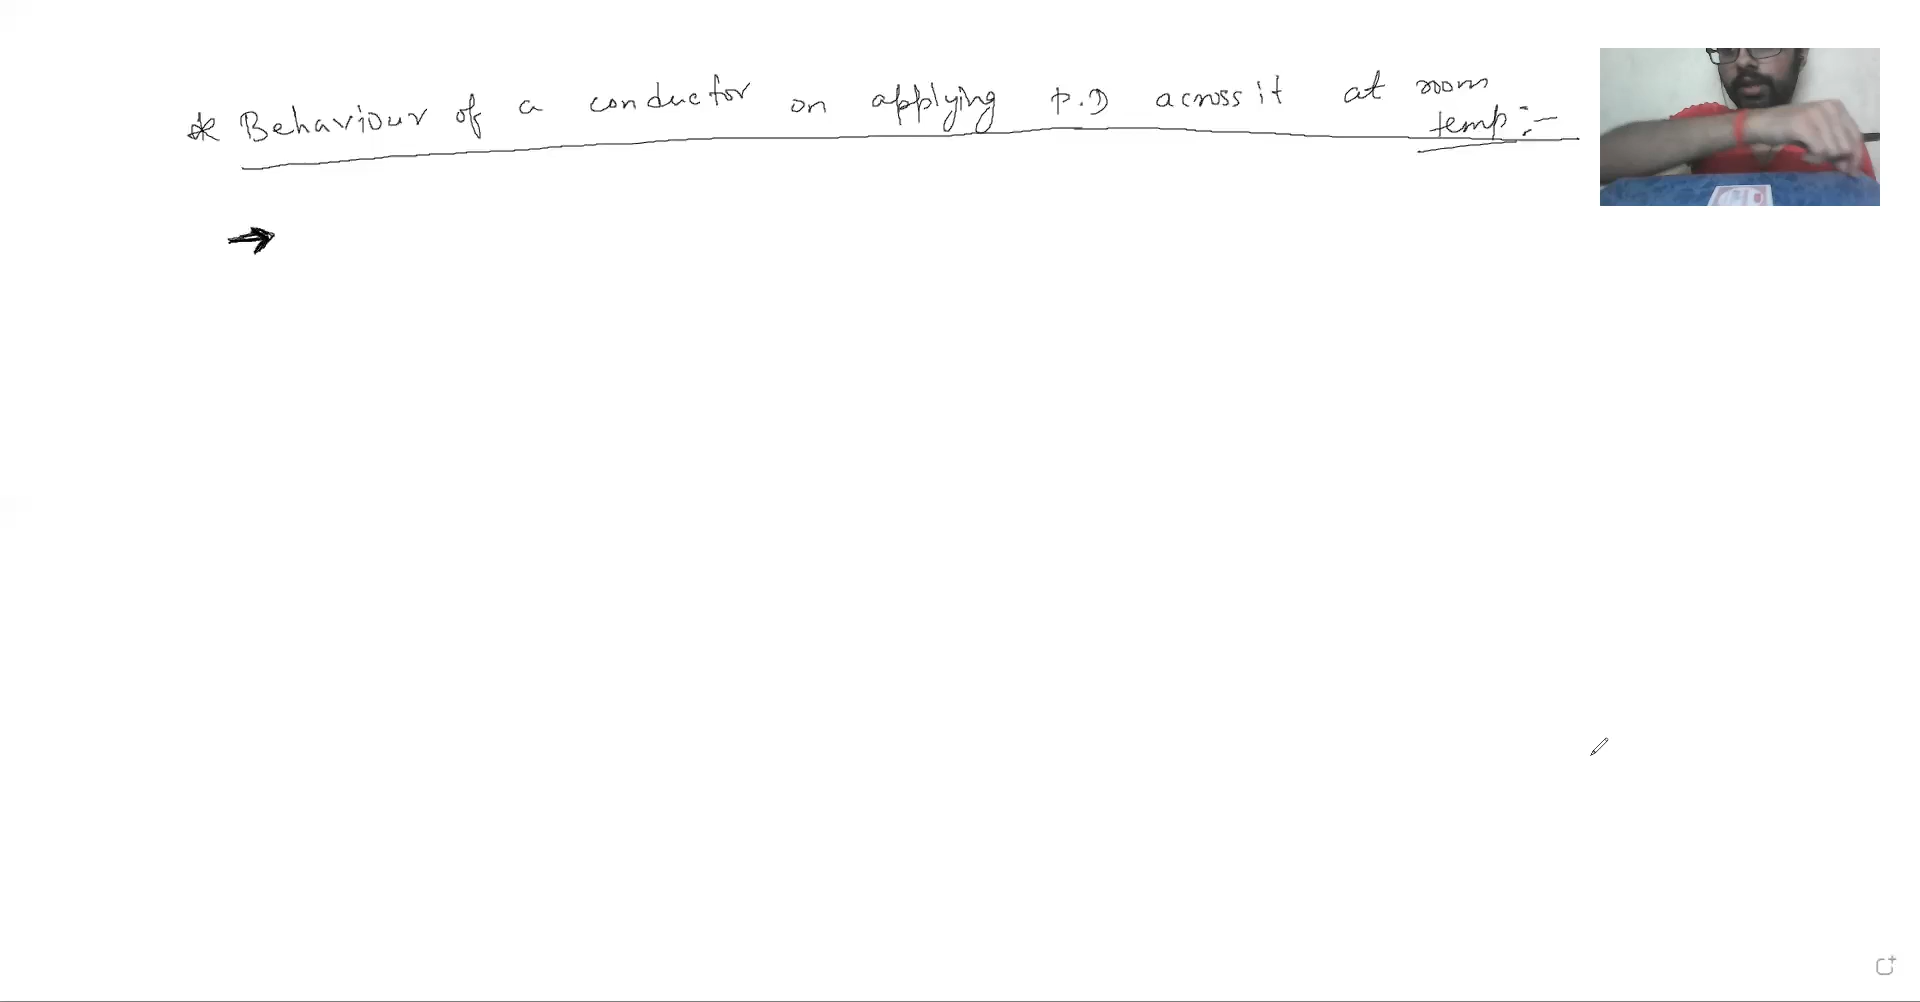 * Behaviour of a conductor on applying p.D across it at room
temp:-
→